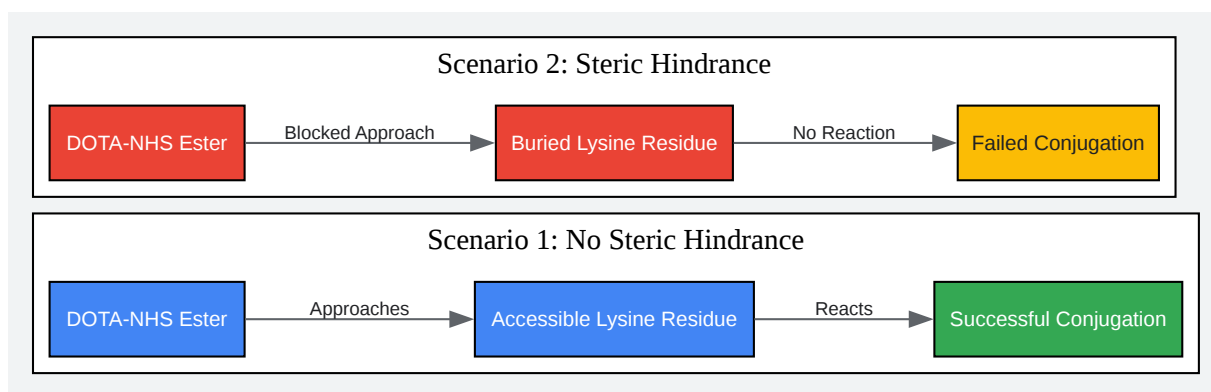 Scenario 2: Steric Hindrance
DOTA-NHS Ester
Blocked Approach
Buried Lysine Residue
No Reaction
Failed Conjugation
Scenario 1: No Steric Hindrance
DOTA-NHS Ester
Approaches
Accessible Lysine Residue
Reacts
Successful Conjugation